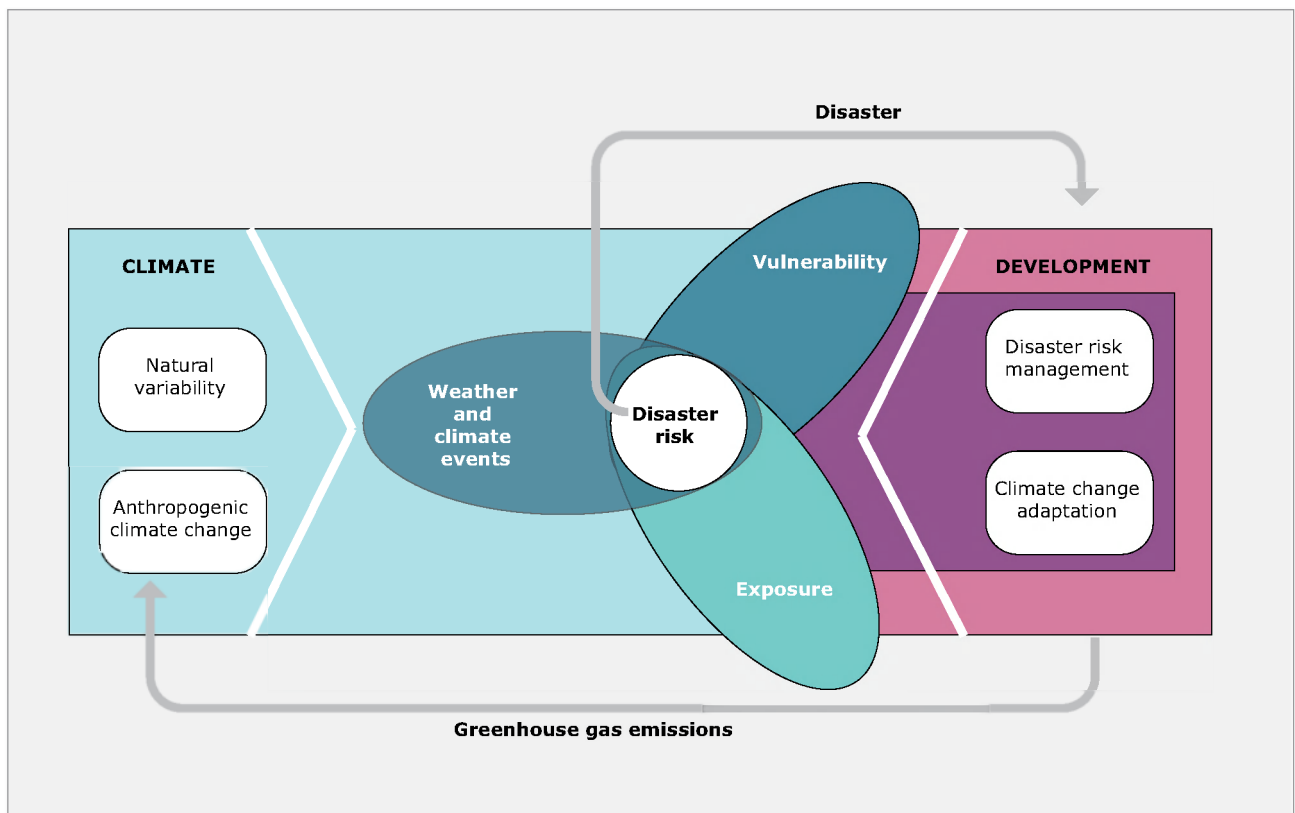 Disaster
CLIMATE
Vulnerability
DEVELOPMENT
Natural
variability
Disaster risk
management
Weather
and
climate
events
Disaster
risk
Anthropogenic
climate change
Climate change
adaptation
Exposure
Greenhouse gas emissions